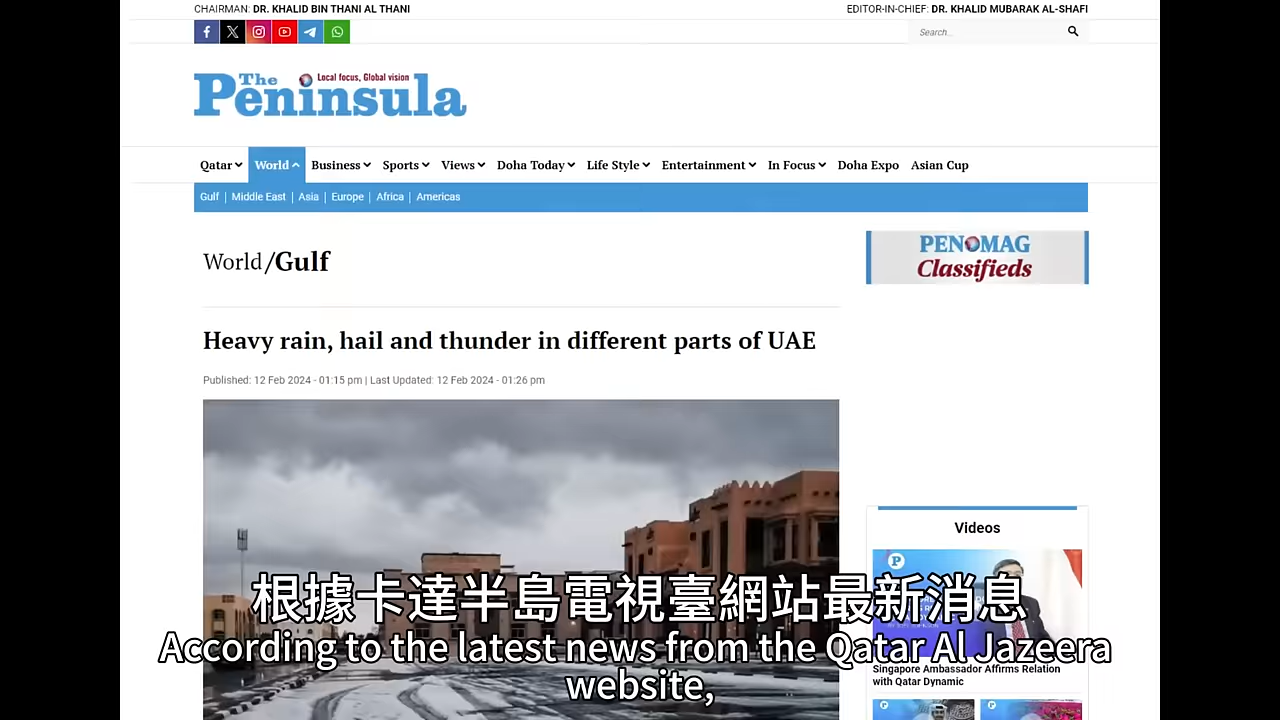 CHAIRMAN: DR. KHALID BIN THANI AL THANI
EDITOR-IN-CHIEF: DR. KHALID MUBARAK AL-SHAFI
Search...
The Peninsula
Local focus, Global vision
Qatar World Business Sports Views Doha Today Life Style Entertainment In Focus Doha Expo Asian Cup
Gulf | Middle East | Asia | Europe | Africa | Americas
World/Gulf
PENOMAG
Classifieds
Heavy rain, hail and thunder in different parts of UAE
Published: 12 Feb 2024 - 01:15 pm | Last Updated: 12 Feb 2024 - 01:26 pm
Videos
根據卡達半島電視臺網站最新消息
According to the latest news from the Qatar Al Jazeera
website,
Singapore Ambassador Affirms Relation
with Qatar Dynamic